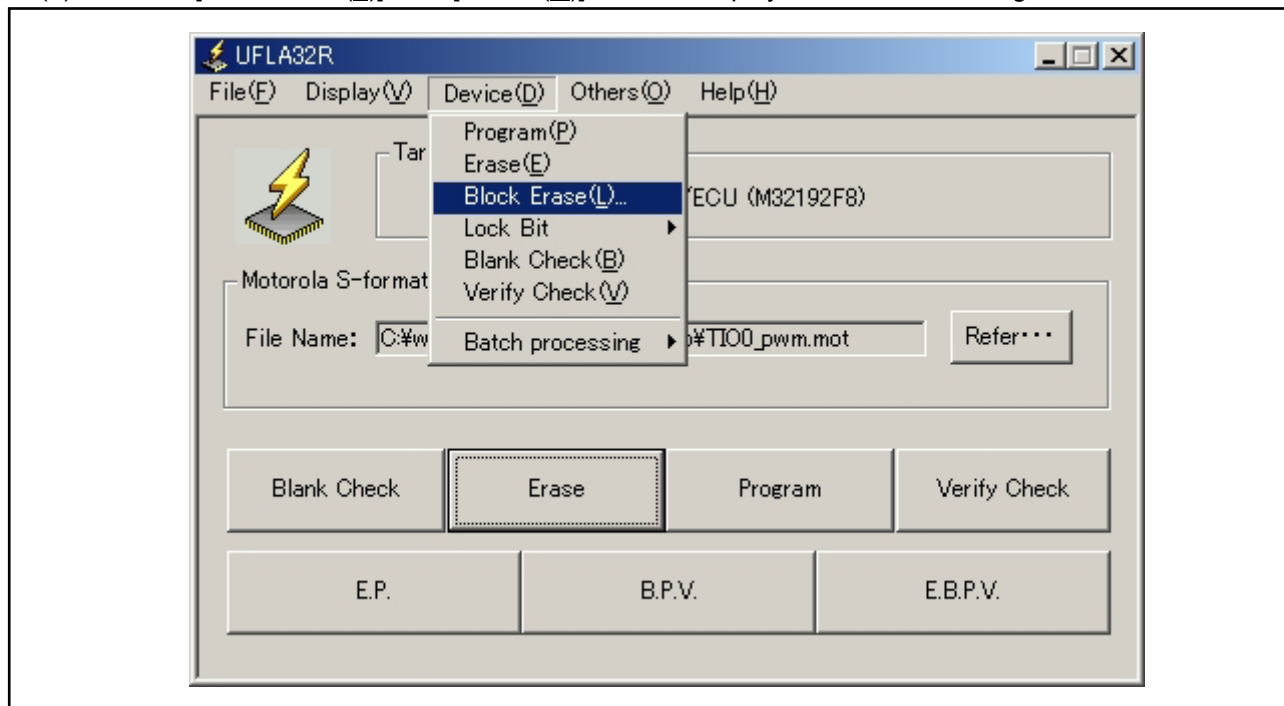 UFLA32R
File(F) Display(V) Device(D) Others(O) Help(H)
Program(P)
Erase(E)
Block Erase(L)...
Lock Bit
Blank Check(B)
Verify Check(V)
Batch processing
Tar
/ECU (M32192F8)
Motorola S-format
File Name: C:¥w
¥TIO0_pwm.mot
Refer···
Blank Check Erase Program Verify Check
E.P. B.P.V. E.B.P.V.